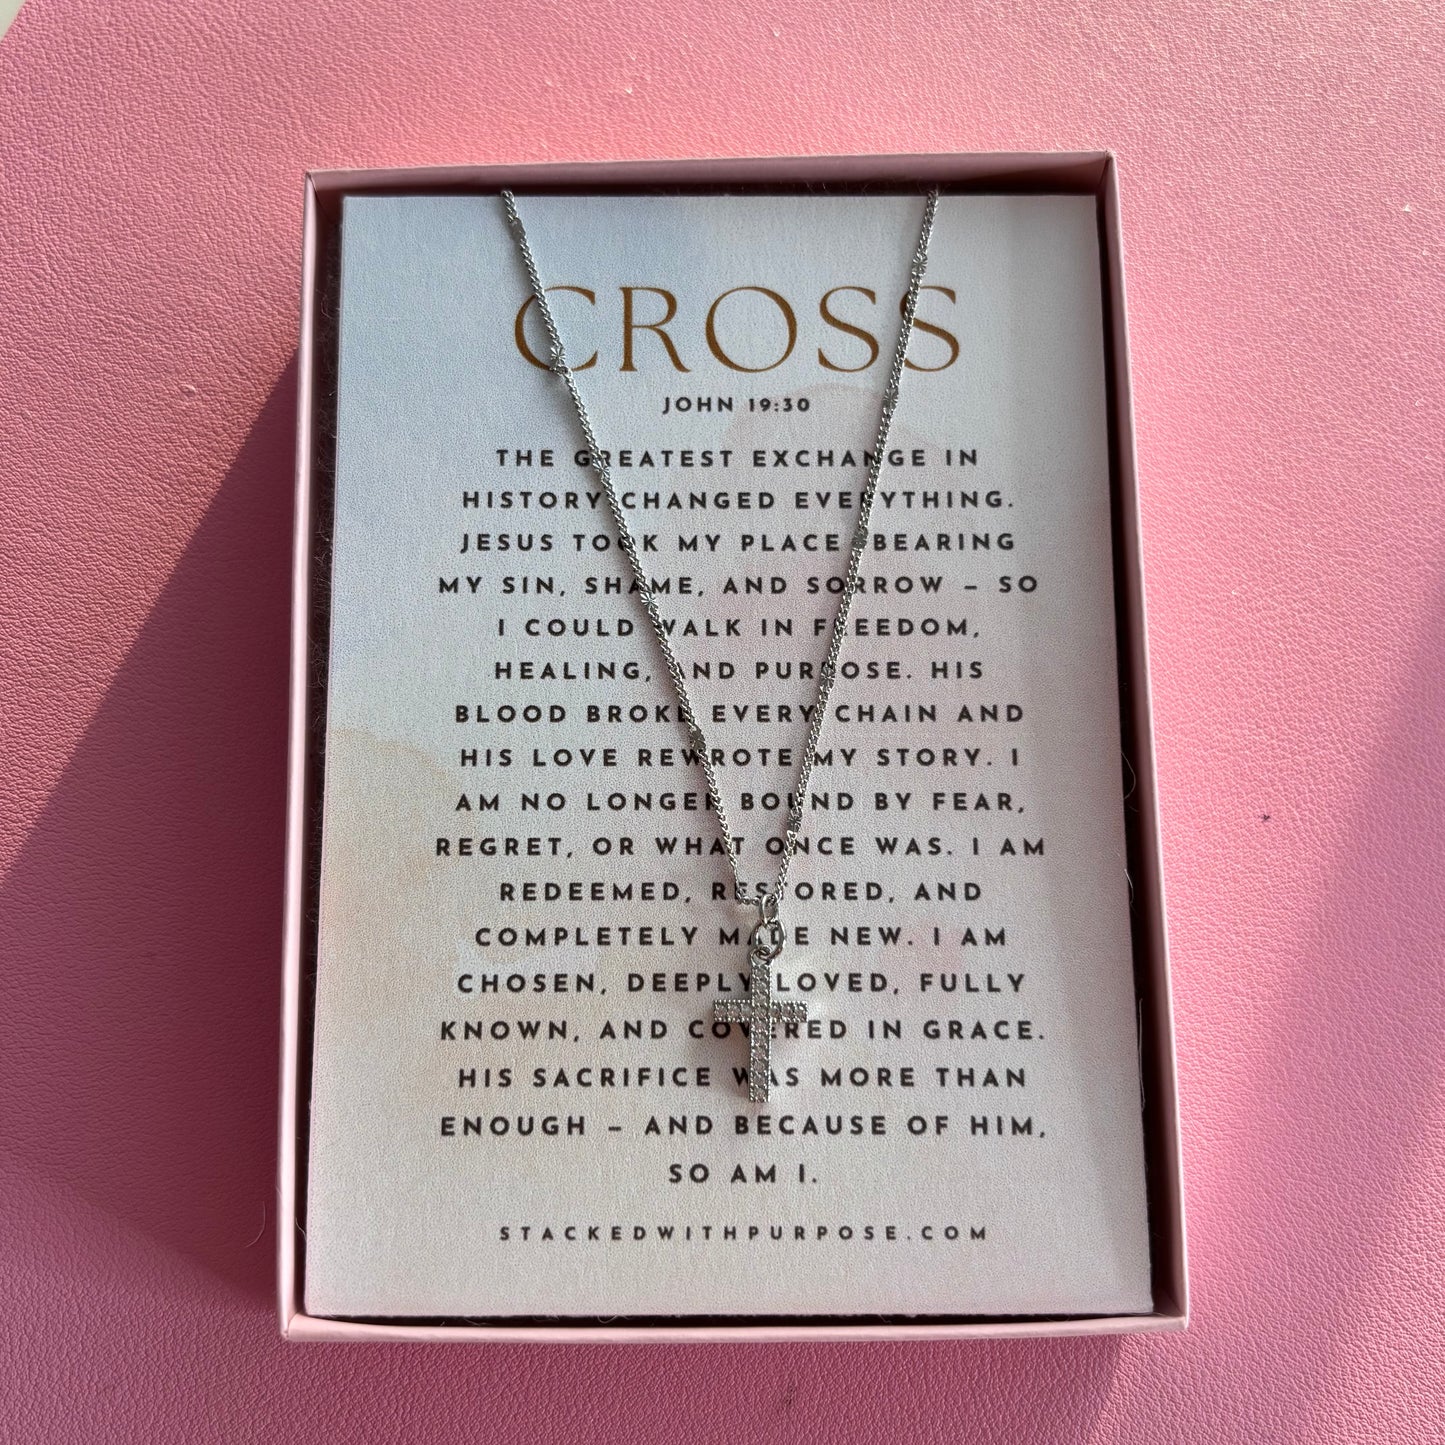 CROSS
JOHN 19:30
THE GREATEST EXCHANGE IN
HISTORY CHANGED EVERYTHING.
JESUS TOOK MY PLACE, BEARING
MY SIN, SHAME, AND SORROW – SO
I COULD WALK IN FREEDOM,
HEALING, AND PURPOSE. HIS
BLOOD BROKE EVERY CHAIN AND
HIS LOVE REWROTE MY STORY. I
AM NO LONGER BOUND BY FEAR,
REGRET, OR WHAT ONCE WAS. I AM
REDEEMED, RESTORED, AND
COMPLETELY MADE NEW. I AM
CHOSEN, DEEPLY LOVED, FULLY
KNOWN, AND COVERED IN GRACE.
HIS SACRIFICE WAS MORE THAN
ENOUGH – AND BECAUSE OF HIM,
SO AM I.
STACKEDWITHPURPOSE.COM